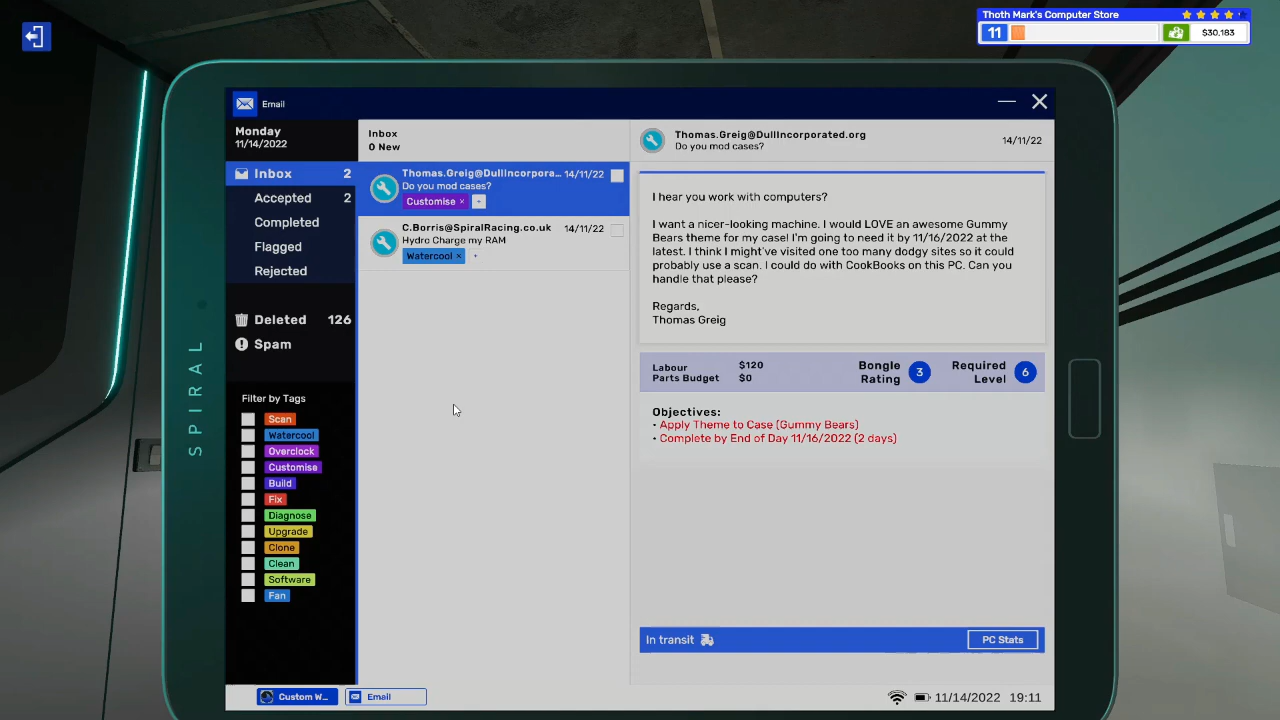 Thoth Mark's Computer Store
11
$30,183
Email
Monday
11/14/2022
Inbox 2
Accepted 2
Completed
Flagged
Rejected
Deleted 126
Spam
Filter by Tags
Scan
Watercool
Overclock
Customise
Build
Fix
Diagnose
Upgrade
Clone
Clean
Software
Fan
Inbox
0 New
Thomas.Greig@DullIncorpora... 14/11/22
Do you mod cases?
Customise × +
C.Borris@SpiralRacing.co.uk 14/11/22
Hydro Charge my RAM
Watercool × +
Thomas.Greig@DullIncorporated.org 14/11/22
Do you mod cases?
I hear you work with computers?
I want a nicer-looking machine. I would LOVE an awesome Gummy
Bears theme for my case! I'm going to need it by 11/16/2022 at the
latest. I think I might've visited one too many dodgy sites so it could
probably use a scan. I could do with CookBooks on this PC. Can you
handle that please?
Regards,
Thomas Greig
Labour $120
Parts Budget $0
Bongle
Rating 3
Required
Level 6
Objectives:
• Apply Theme to Case (Gummy Bears)
• Complete by End of Day 11/16/2022 (2 days)
In transit PC Stats
SPIRAL
Custom W... Email 11/14/2022 19:11